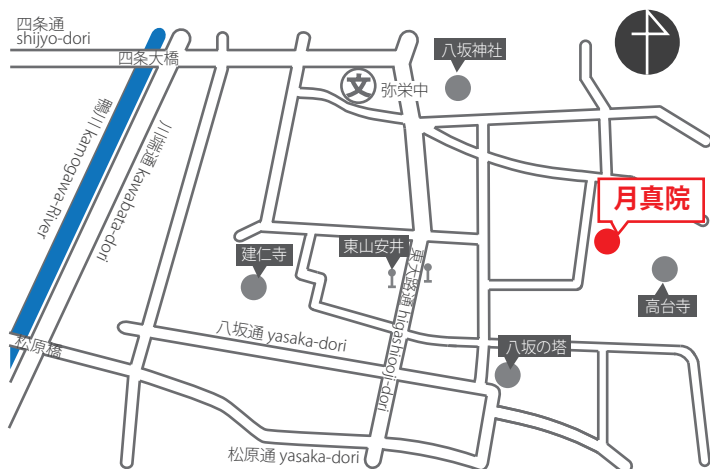 四条通
shijyo-dori
四条大橋
八坂神社
文
弥栄中
鴨川 kamogawa-River
川端通 kawabata-dori
月真院
建仁寺
東山安井
東大路通 higashiooji-dori
高台寺
八坂通 yasaka-dori
松原橋
八坂の塔
松原通 yasaka-dori